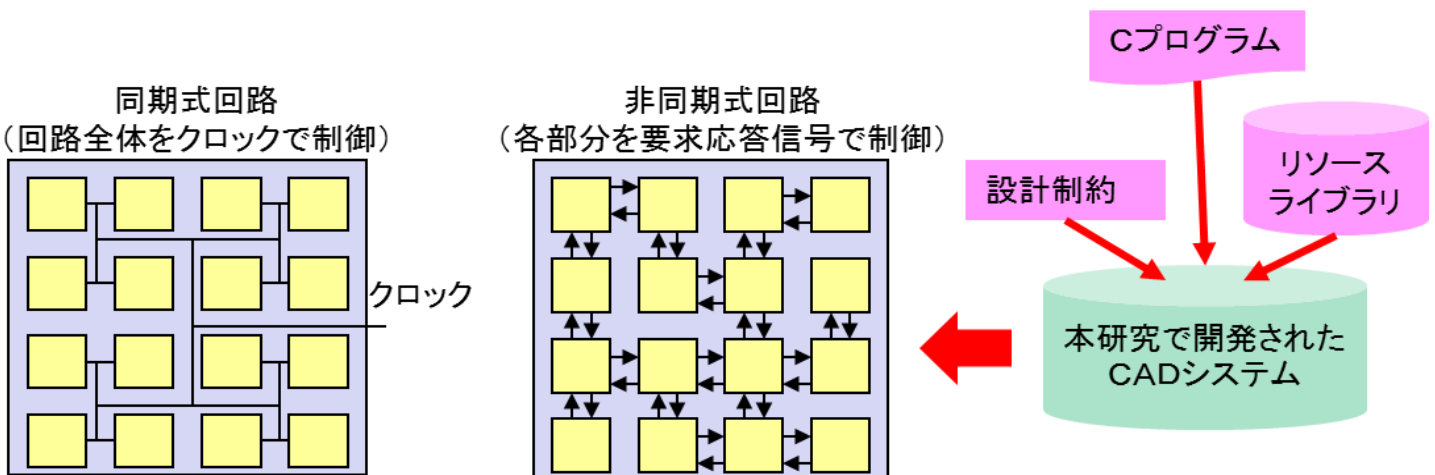 同期式回路
（回路全体をクロックで制御）
クロック
非同期式回路
（各部分を要求応答信号で制御）
Cプログラム
設計制約
リソース
ライブラリ
本研究で開発された
CADシステム